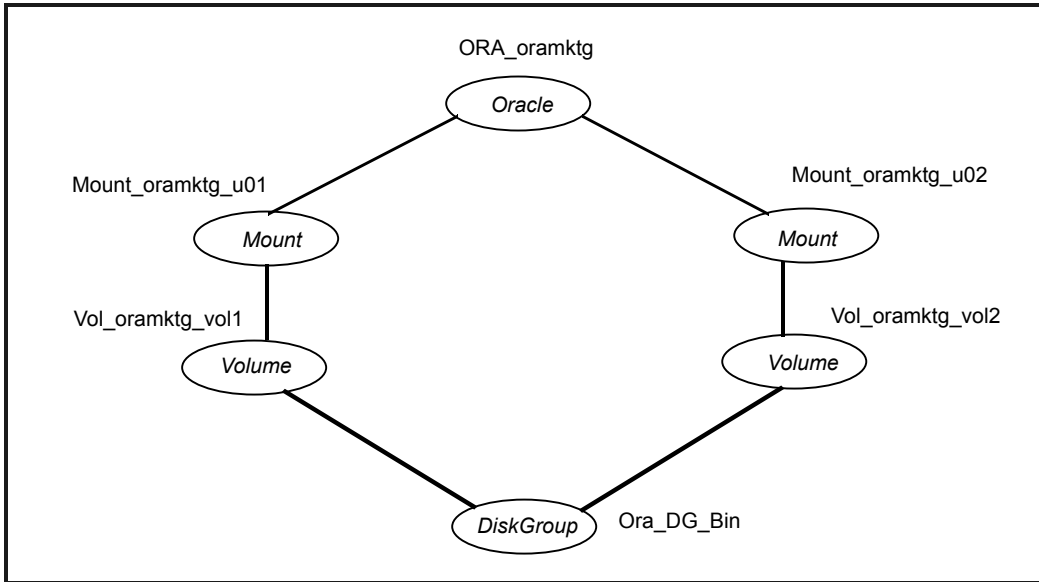 ORA_oramktg
Oracle
Mount_oramktg_u01
Mount_oramktg_u02
Mount
Mount
Vol_oramktg_vol1
Vol_oramktg_vol2
Volume
Volume
DiskGroup
Ora_DG_Bin